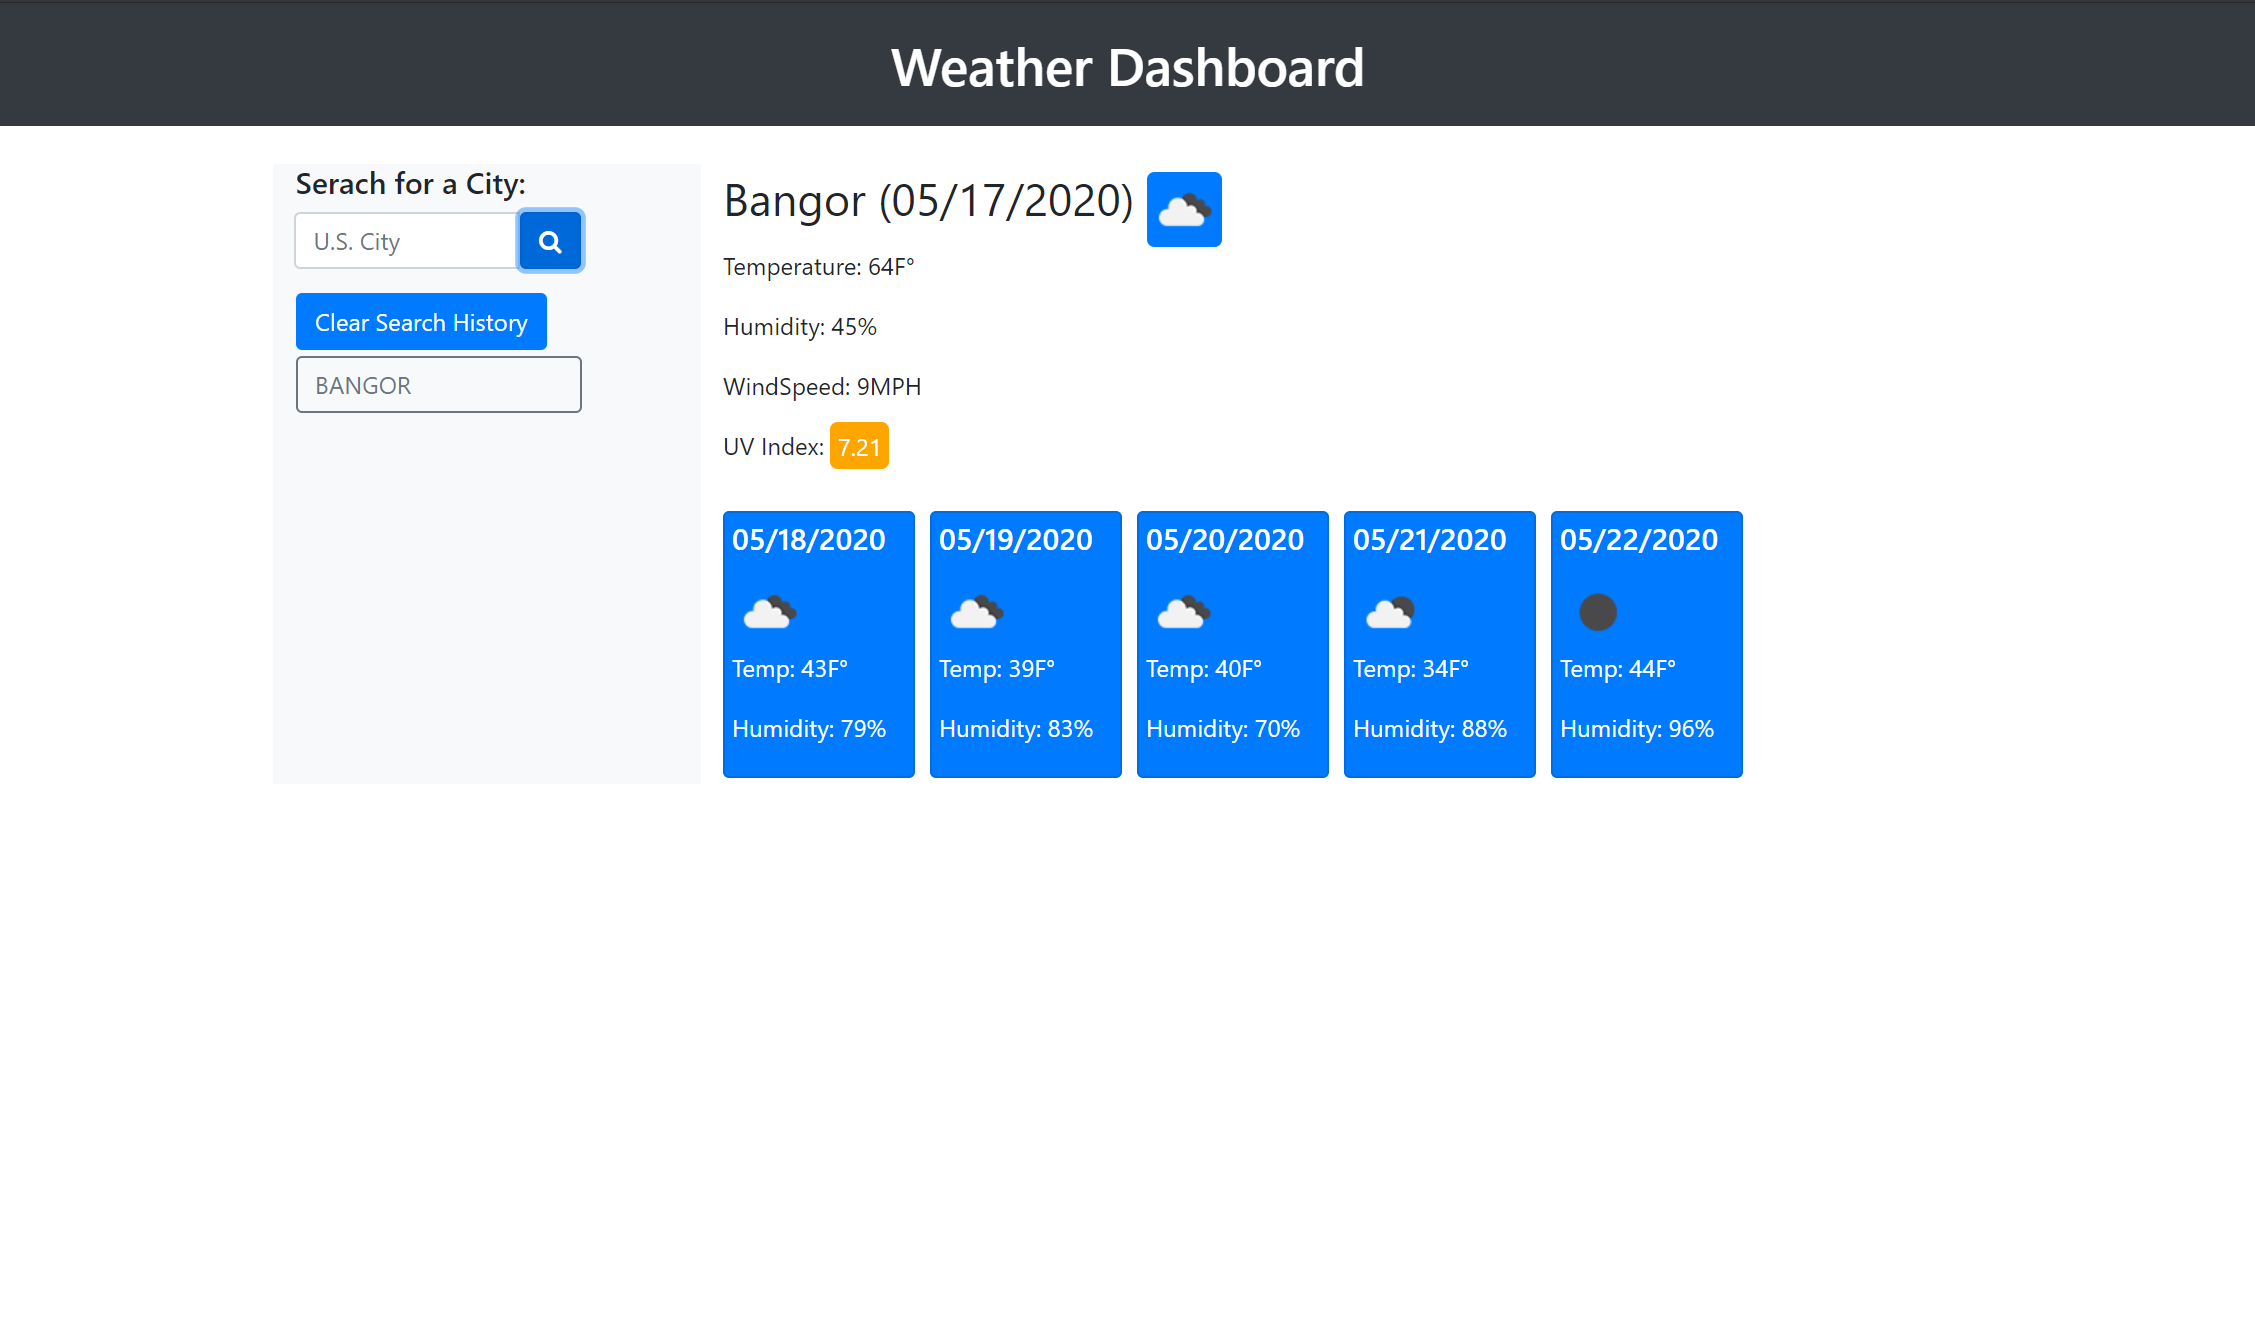 Weather Dashboard
Serach for a City:
U.S. City
Clear Search History
BANGOR
Bangor (05/17/2020)
Temperature: 64F°
Humidity: 45%
WindSpeed: 9MPH
UV Index: 7.21
05/18/2020
Temp: 43F°
Humidity: 79%
05/19/2020
Temp: 39F°
Humidity: 83%
05/20/2020
Temp: 40F°
Humidity: 70%
05/21/2020
Temp: 34F°
Humidity: 88%
05/22/2020
Temp: 44F°
Humidity: 96%